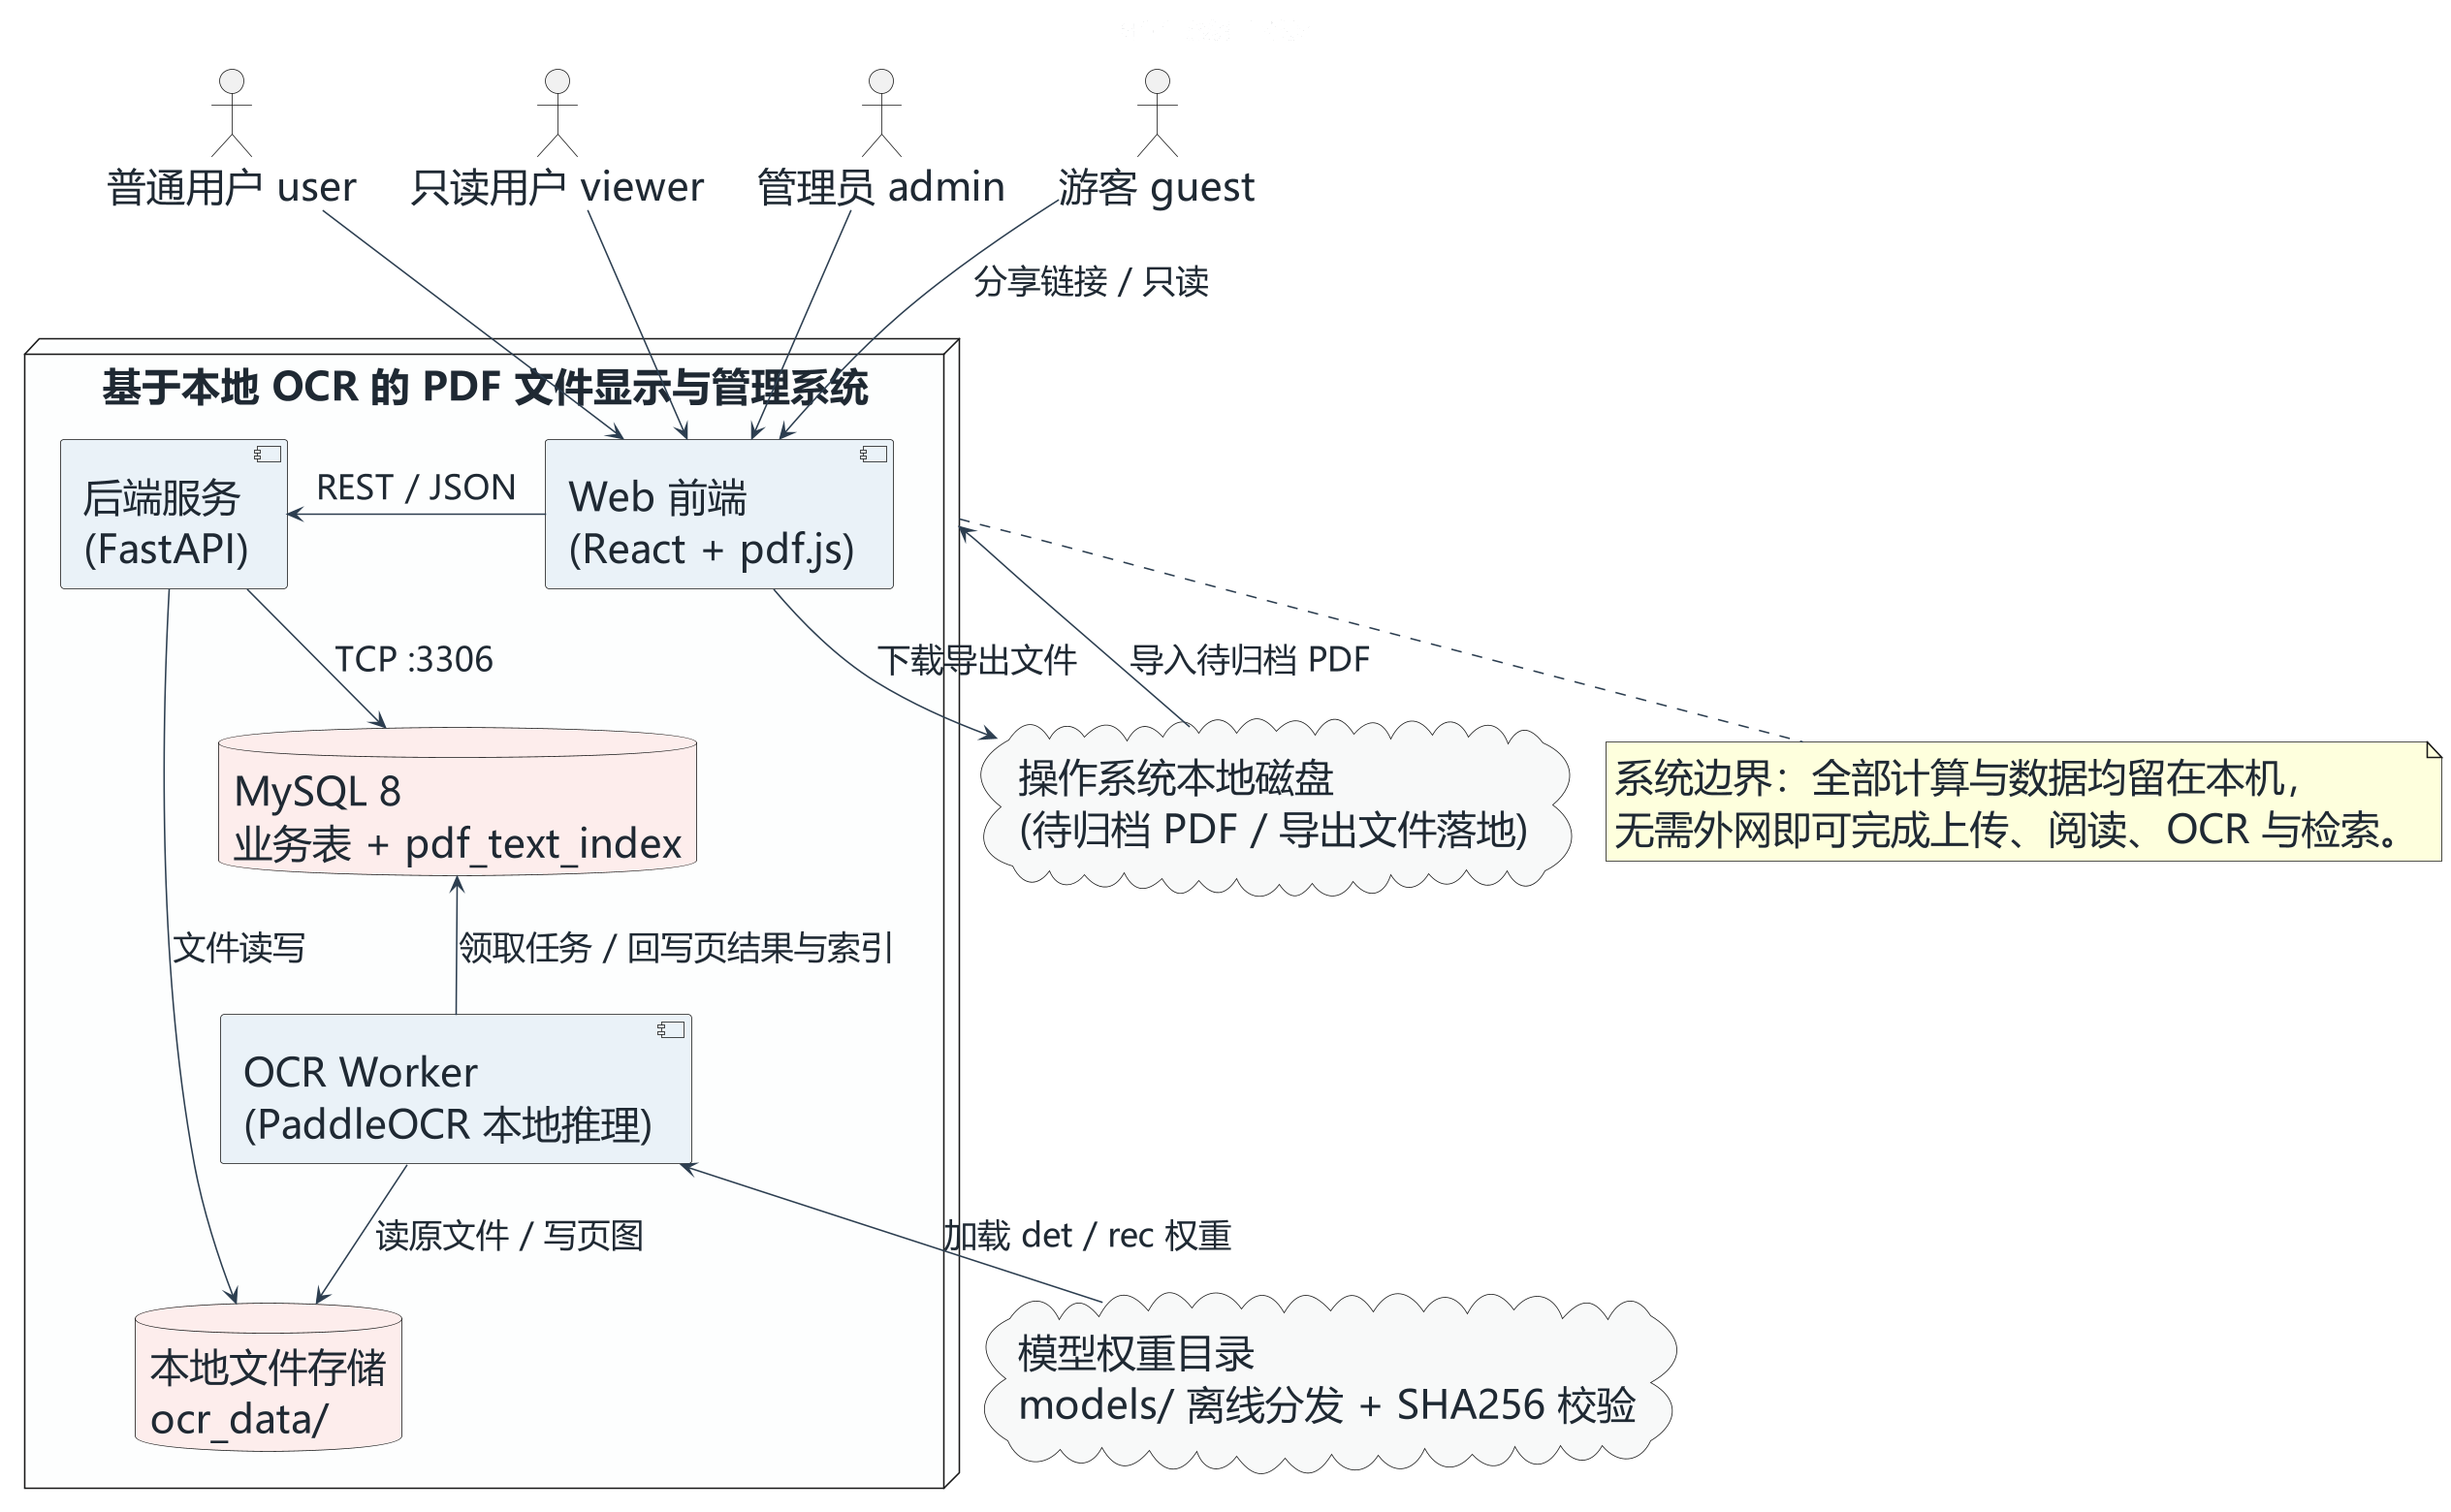 普通用户 user
只读用户 viewer
管理员 admin
游客 guest
分享链接 / 只读
基于本地 OCR 的 PDF 文件显示与管理系统
后端服务
(FastAPI)
REST / JSON
Web 前端
(React + pdf.js)
TCP :3306
下载导出文件
导入待归档 PDF
MySQL 8
业务表 + pdf_text_index
操作系统本地磁盘
(待归档 PDF / 导出文件落地)
系统边界：全部计算与数据均留在本机，
无需外网即可完成上传、阅读、OCR 与检索。
文件读写
领取任务 / 回写页结果与索引
OCR Worker
(PaddleOCR 本地推理)
读原文件 / 写页图
加载 det / rec 权重
本地文件存储
ocr_data/
模型权重目录
models/ 离线分发 + SHA256 校验